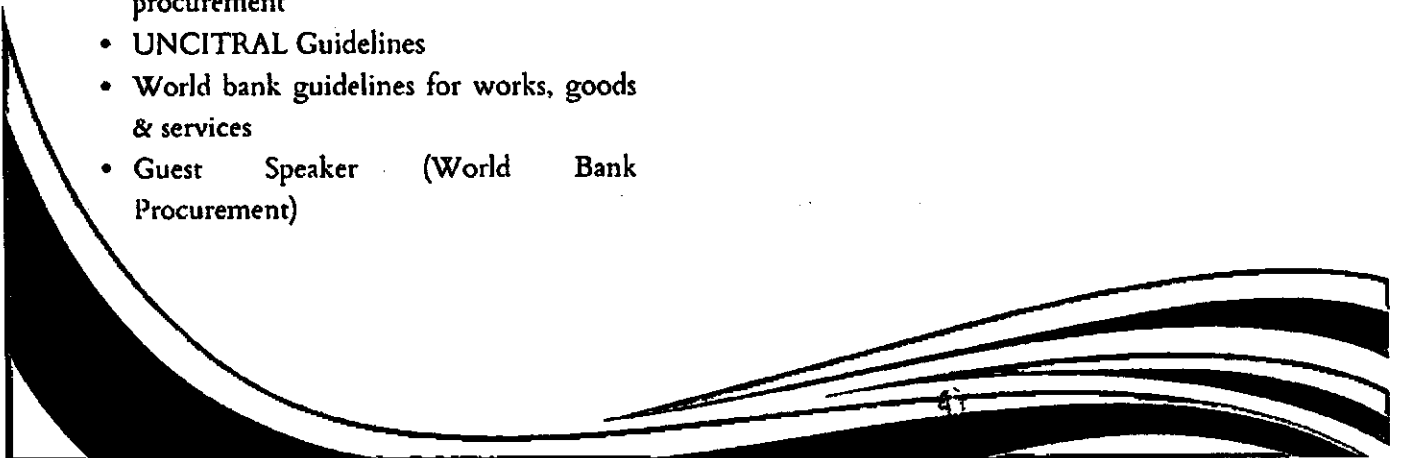 procurement
• UNCITRAL Guidelines
• World bank guidelines for works, goods
& services
• Guest Speaker (World Bank
Procurement)